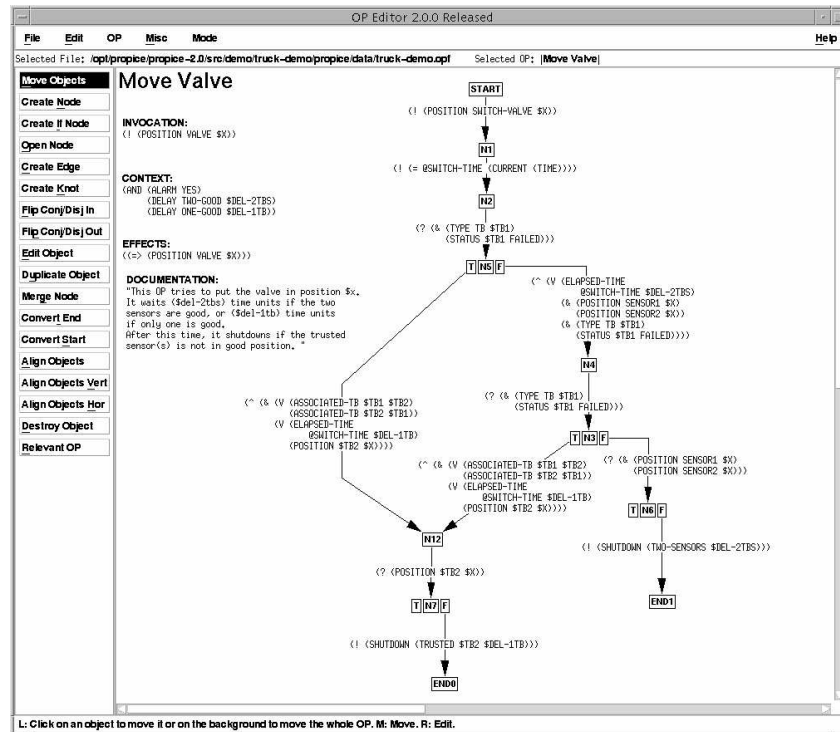 OP Editor 2.0.0 Released
File Edit OP Misc Mode Help
Selected File: /opt/propice/propice-2.0/src/demo/truck-demo/propice/data/truck-demo.opf Selected OP: |Move Valve|
Move Objects
Create Node
Create If Node
Open Node
Create Edge
Create Knot
Flip Conj/Disj In
Flip Conj/Disj Out
Edit Object
Duplicate Object
Merge Node
Convert End
Convert Start
Align Objects
Align Objects Vert
Align Objects Hor
Destroy Object
Relevant OP
Move Valve
INVOCATION:
(! (POSITION VALVE $X))
CONTEXT:
(AND (ALARM YES)
(DELAY TWO-GOOD $DEL-2TBS)
(DELAY ONE-GOOD $DEL-1TB))
EFFECTS:
((=> (POSITION VALVE $X)))
DOCUMENTATION:
"This OP tries to put the valve in position $x.
It waits ($del-2tbs) time units if the two
sensors are good, or ($del-1tb) time units
if only one is good.
After this time, it shutdowns if the trusted
sensor(s) is not in good position. "
START
(! (POSITION SWITCH-VALVE $X))
N1
(! (= @SWITCH-TIME (CURRENT (TIME))))
N2
(? (& (TYPE TB $TB1)
(STATUS $TB1 FAILED)))
T N5 F
(^ (V (ELAPSED-TIME
@SWITCH-TIME $DEL-2TBS)
(& (POSITION SENSOR1 $X)
(POSITION SENSOR2 $X))
(& (TYPE TB $TB1)
(STATUS $TB1 FAILED))))
N4
(? (& (TYPE TB $TB1)
(STATUS $TB1 FAILED)))
T N3 F
(^ (& (V (ASSOCIATED-TB $TB1 $TB2)
(ASSOCIATED-TB $TB2 $TB1))
(V (ELAPSED-TIME
@SWITCH-TIME $DEL-1TB)
(POSITION $TB2 $X))))
(^ (& (V (ASSOCIATED-TB $TB1 $TB2)
(ASSOCIATED-TB $TB2 $TB1))
(V (ELAPSED-TIME
@SWITCH-TIME $DEL-1TB)
(POSITION $TB2 $X))))
(? (& (POSITION SENSOR1 $X)
(POSITION SENSOR2 $X)))
T N6 F
N12
(! (SHUTDOWN (TWO-SENSORS $DEL-2TBS)))
(? (POSITION $TB2 $X))
END1
T N7 F
(! (SHUTDOWN (TRUSTED $TB2 $DEL-1TB)))
END0
L: Click on an object to move it or on the background to move the whole OP. M: Move. R: Edit.